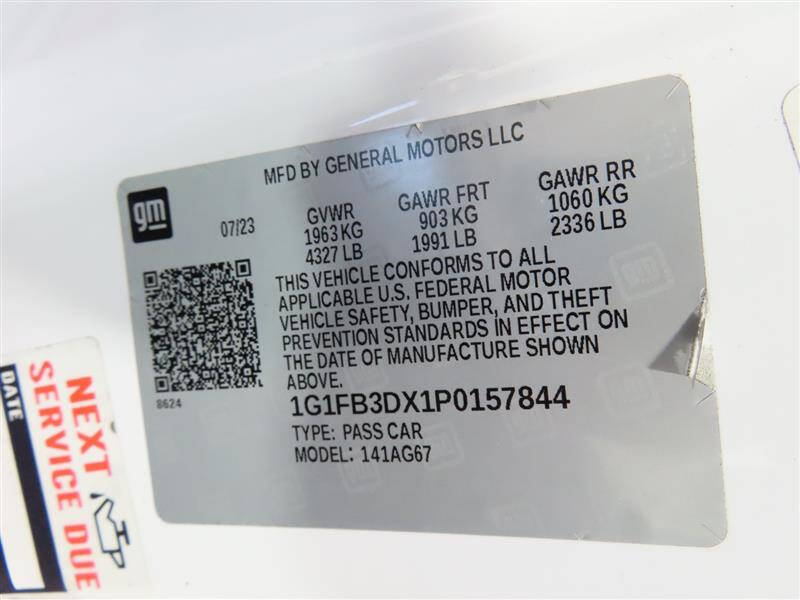 MFD BY GENERAL MOTORS LLC
gm
07/23
GVWR
1963 KG
4327 LB
GAWR FRT
903 KG
1991 LB
GAWR RR
1060 KG
2336 LB
THIS VEHICLE CONFORMS TO ALL
APPLICABLE U.S. FEDERAL MOTOR
VEHICLE SAFETY, BUMPER, AND THEFT
PREVENTION STANDARDS IN EFFECT ON
THE DATE OF MANUFACTURE SHOWN
ABOVE.
8624
1G1FB3DX1P0157844
TYPE: PASS CAR
MODEL: 141AG67
NEXT
SERVICE DUE
DATE